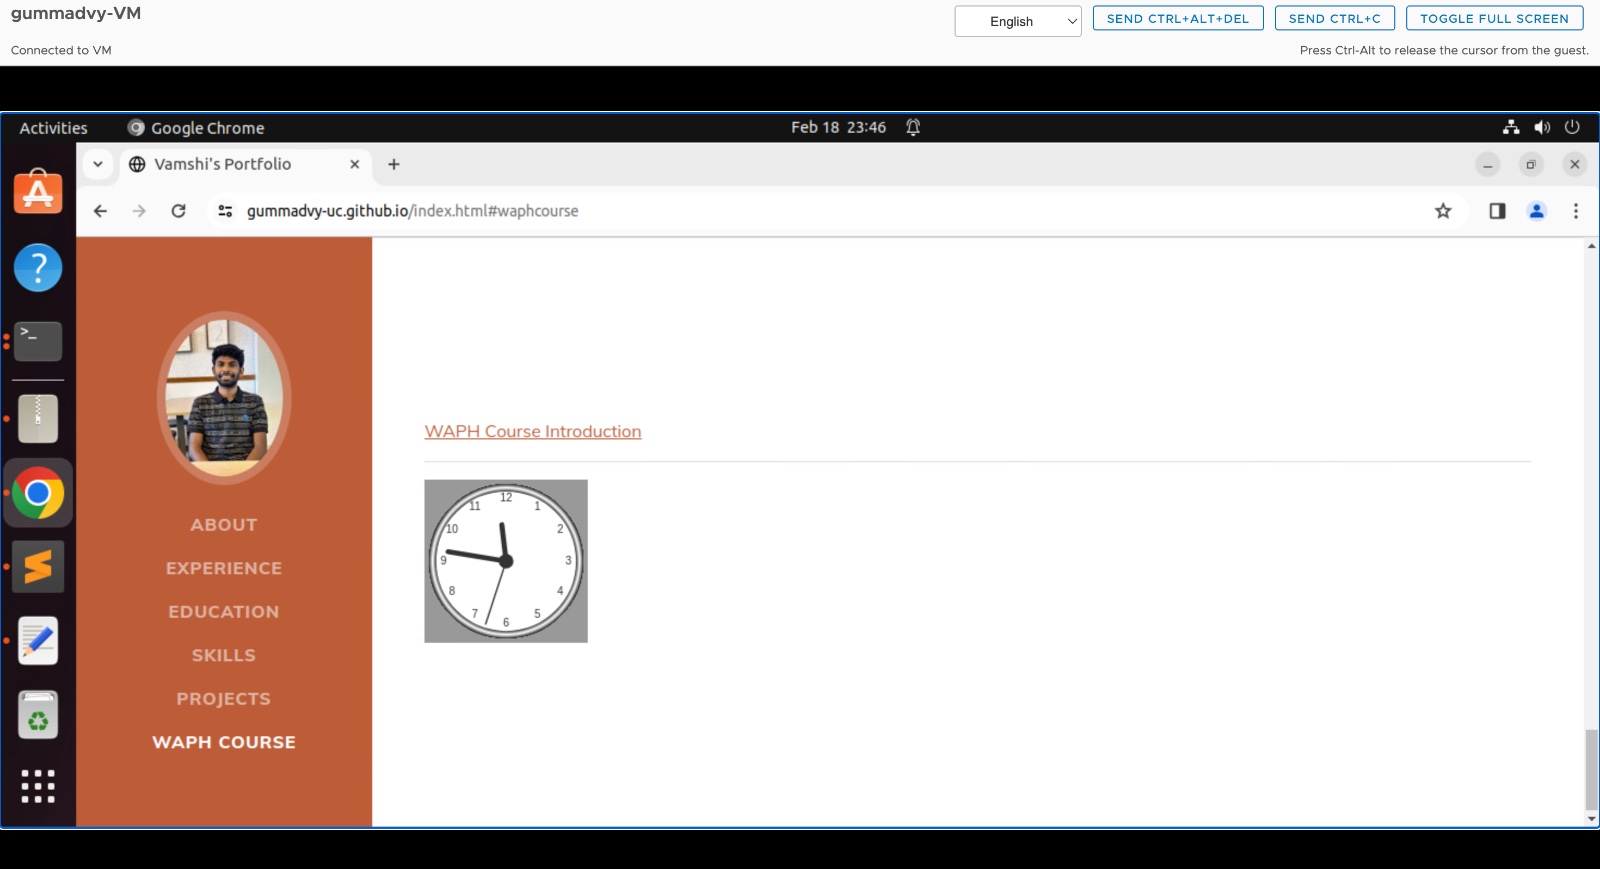 gummadvy-VM
English
SEND CTRL+ALT+DEL
SEND CTRL+C
TOGGLE FULL SCREEN
Connected to VM
Press Ctrl-Alt to release the cursor from the guest.
Activities
Google Chrome
Feb 18 23:46
Vamshi's Portfolio
gummadvy-uc.github.io/index.html#waphcourse
WAPH Course Introduction
12
1
2
3
4
5
6
7
8
9
10
11
ABOUT
EXPERIENCE
EDUCATION
SKILLS
PROJECTS
WAPH COURSE